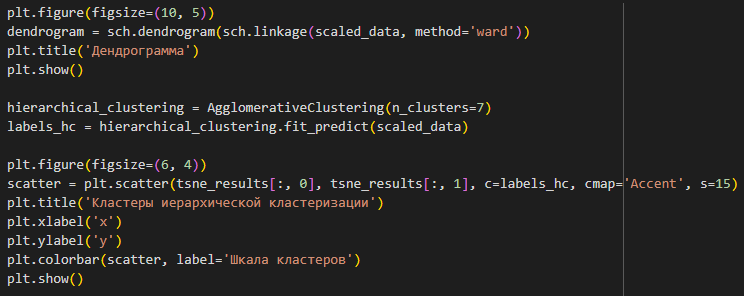 plt.figure(figsize=(10, 5))
dendrogram = sch.dendrogram(sch.linkage(scaled_data, method='ward'))
plt.title('Дендрограмма')
plt.show()
hierarchical_clustering = AgglomerativeClustering(n_clusters=7)
labels_hc = hierarchical_clustering.fit_predict(scaled_data)
plt.figure(figsize=(6, 4))
scatter = plt.scatter(tsne_results[:, 0], tsne_results[:, 1], c=labels_hc, cmap='Accent', s=15)
plt.title('Кластеры иерархической кластеризации')
plt.xlabel('x')
plt.ylabel('y')
plt.colorbar(scatter, label='Шкала кластеров')
plt.show()